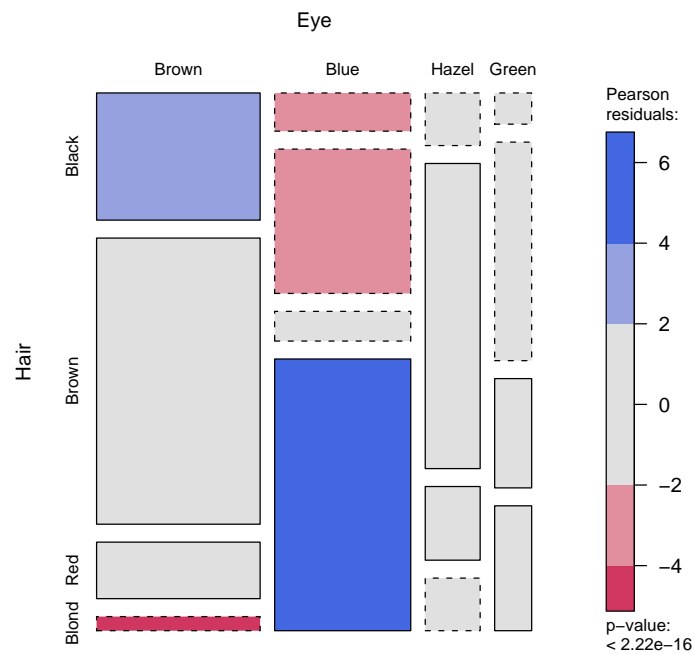 Eye
Brown Blue Hazel Green
Hair
Black
Brown
Red
Blond
Pearson
residuals:
6
4
2
0
−2
−4
p−value:
< 2.22e−16